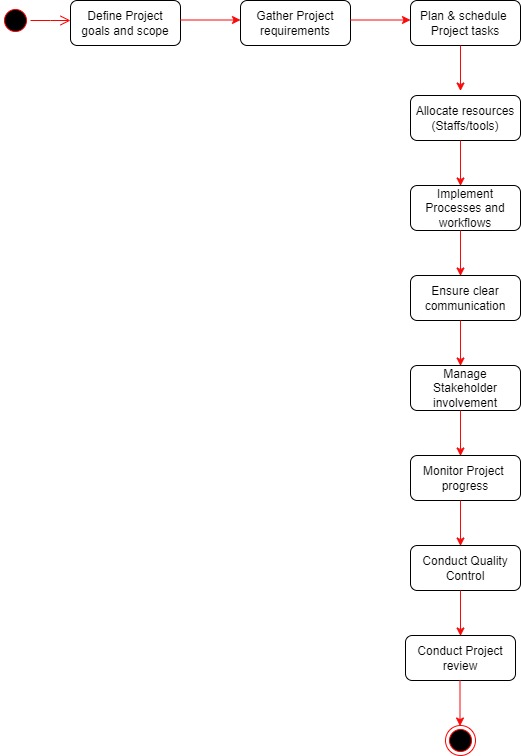 Define Project
goals and scope
Gather Project
requirements
Plan & schedule
Project tasks
Allocate resources
(Staffs/tools)
Implement
Processes and
workflows
Ensure clear
communication
Manage
Stakeholder
involvement
Monitor Project
progress
Conduct Quality
Control
Conduct Project
review